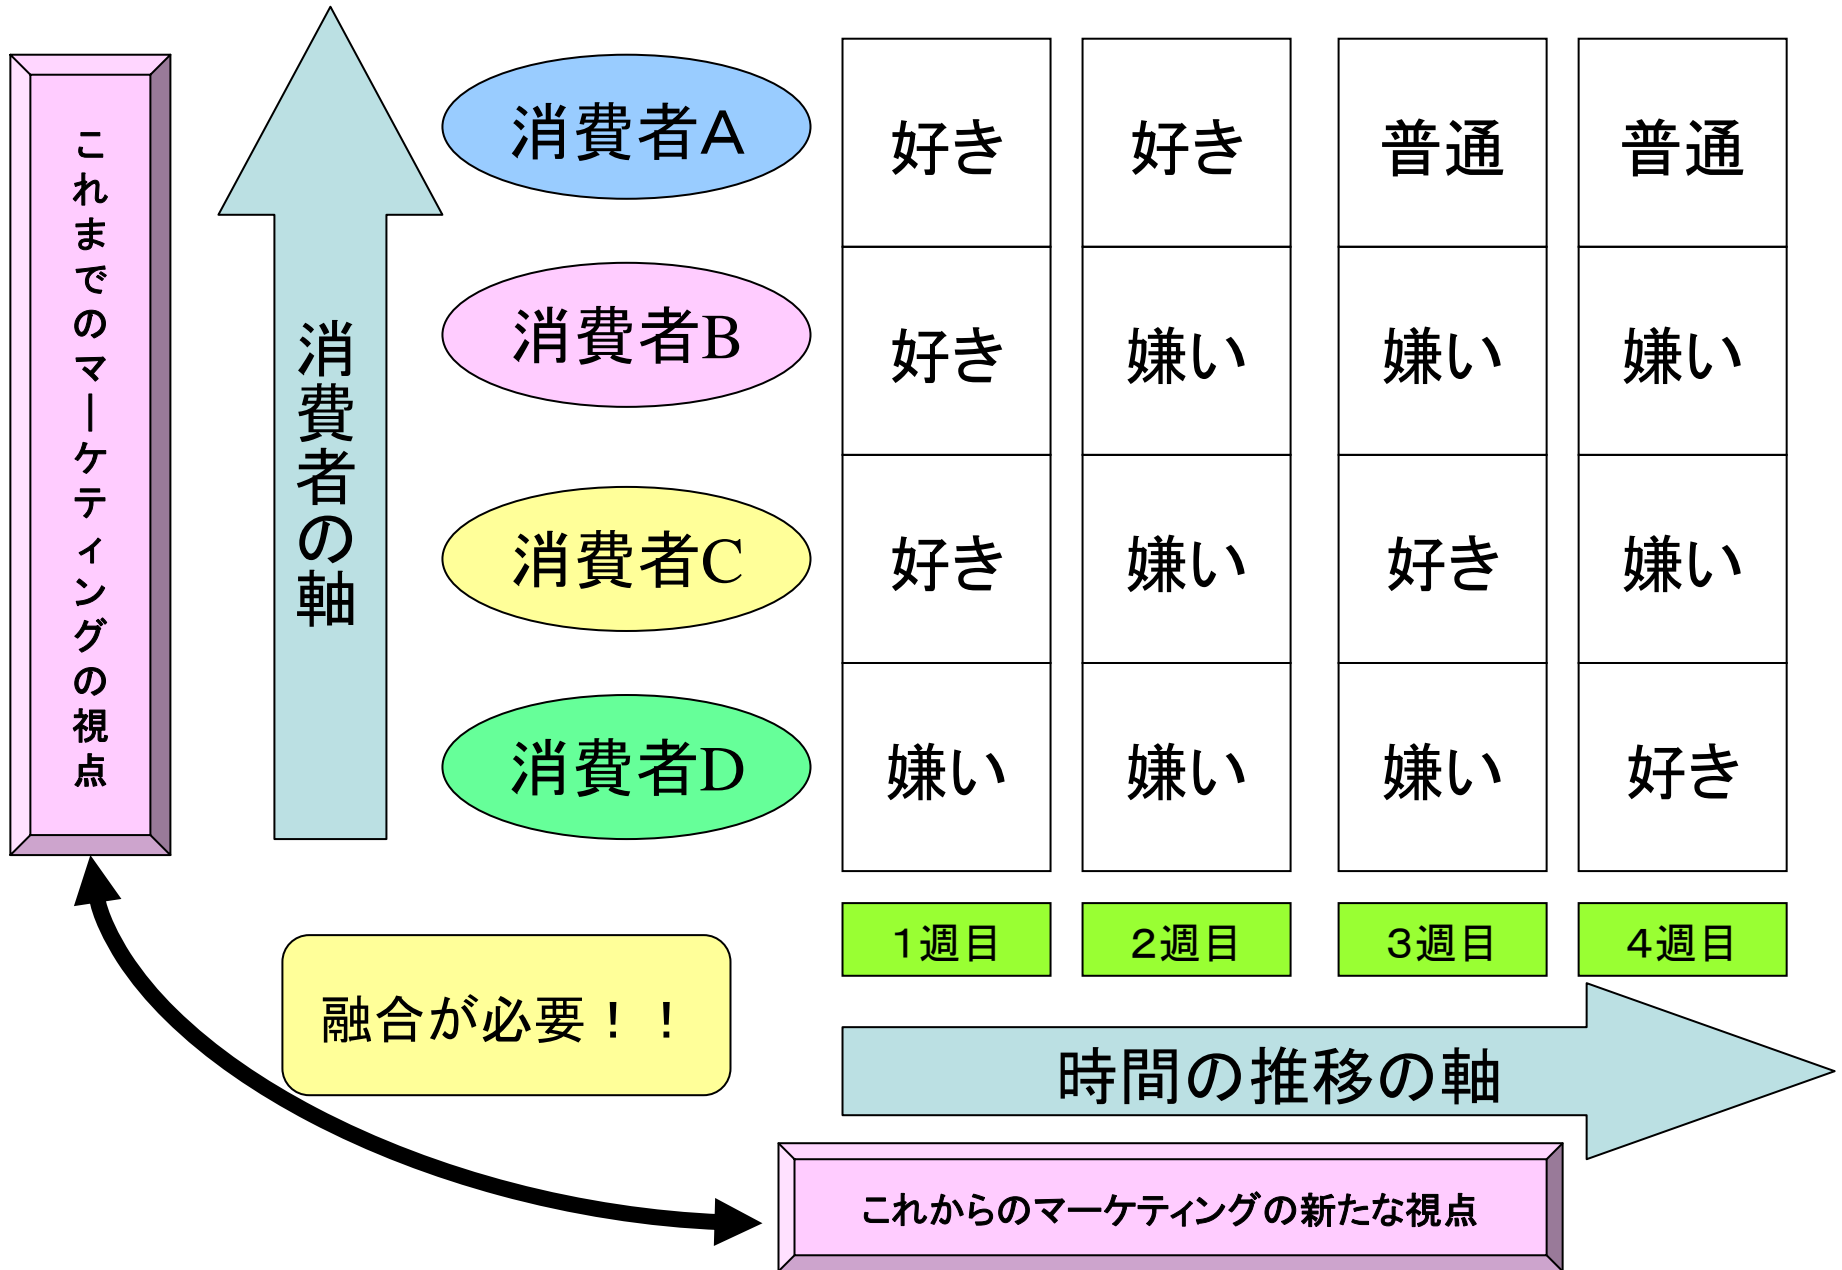 これまでのマーケティングの視点
消費者の軸
消費者A 好き 好き 普通 普通
消費者B 好き 嫌い 嫌い 嫌い
消費者C 好き 嫌い 好き 嫌い
消費者D 嫌い 嫌い 嫌い 好き
1週目 2週目 3週目 4週目
融合が必要！！
時間の推移の軸
これからのマーケティングの新たな視点